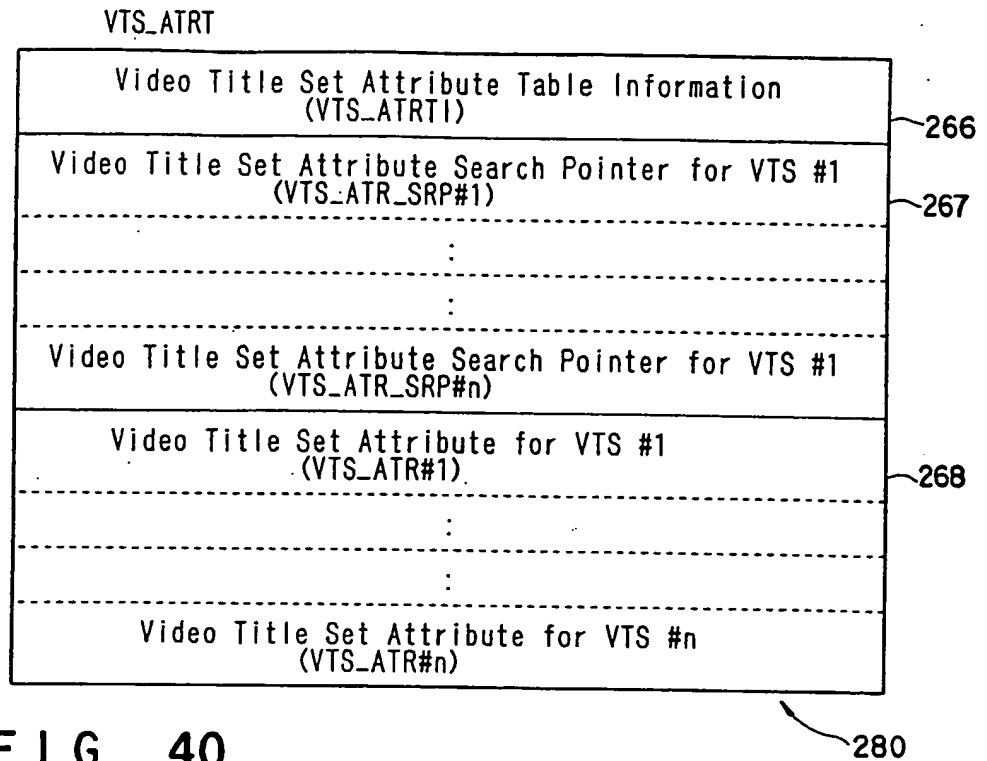 VTS_ATRT
Video Title Set Attribute Table Information
(VTS_ATRTI)
266
Video Title Set Attribute Search Pointer for VTS #1
(VTS_ATR_SRP#1)
267
:
:
Video Title Set Attribute Search Pointer for VTS #1
(VTS_ATR_SRP#n)
Video Title Set Attribute for VTS #1
(VTS_ATR#1)
268
:
:
Video Title Set Attribute for VTS #n
(VTS_ATR#n)
280
FIG 40